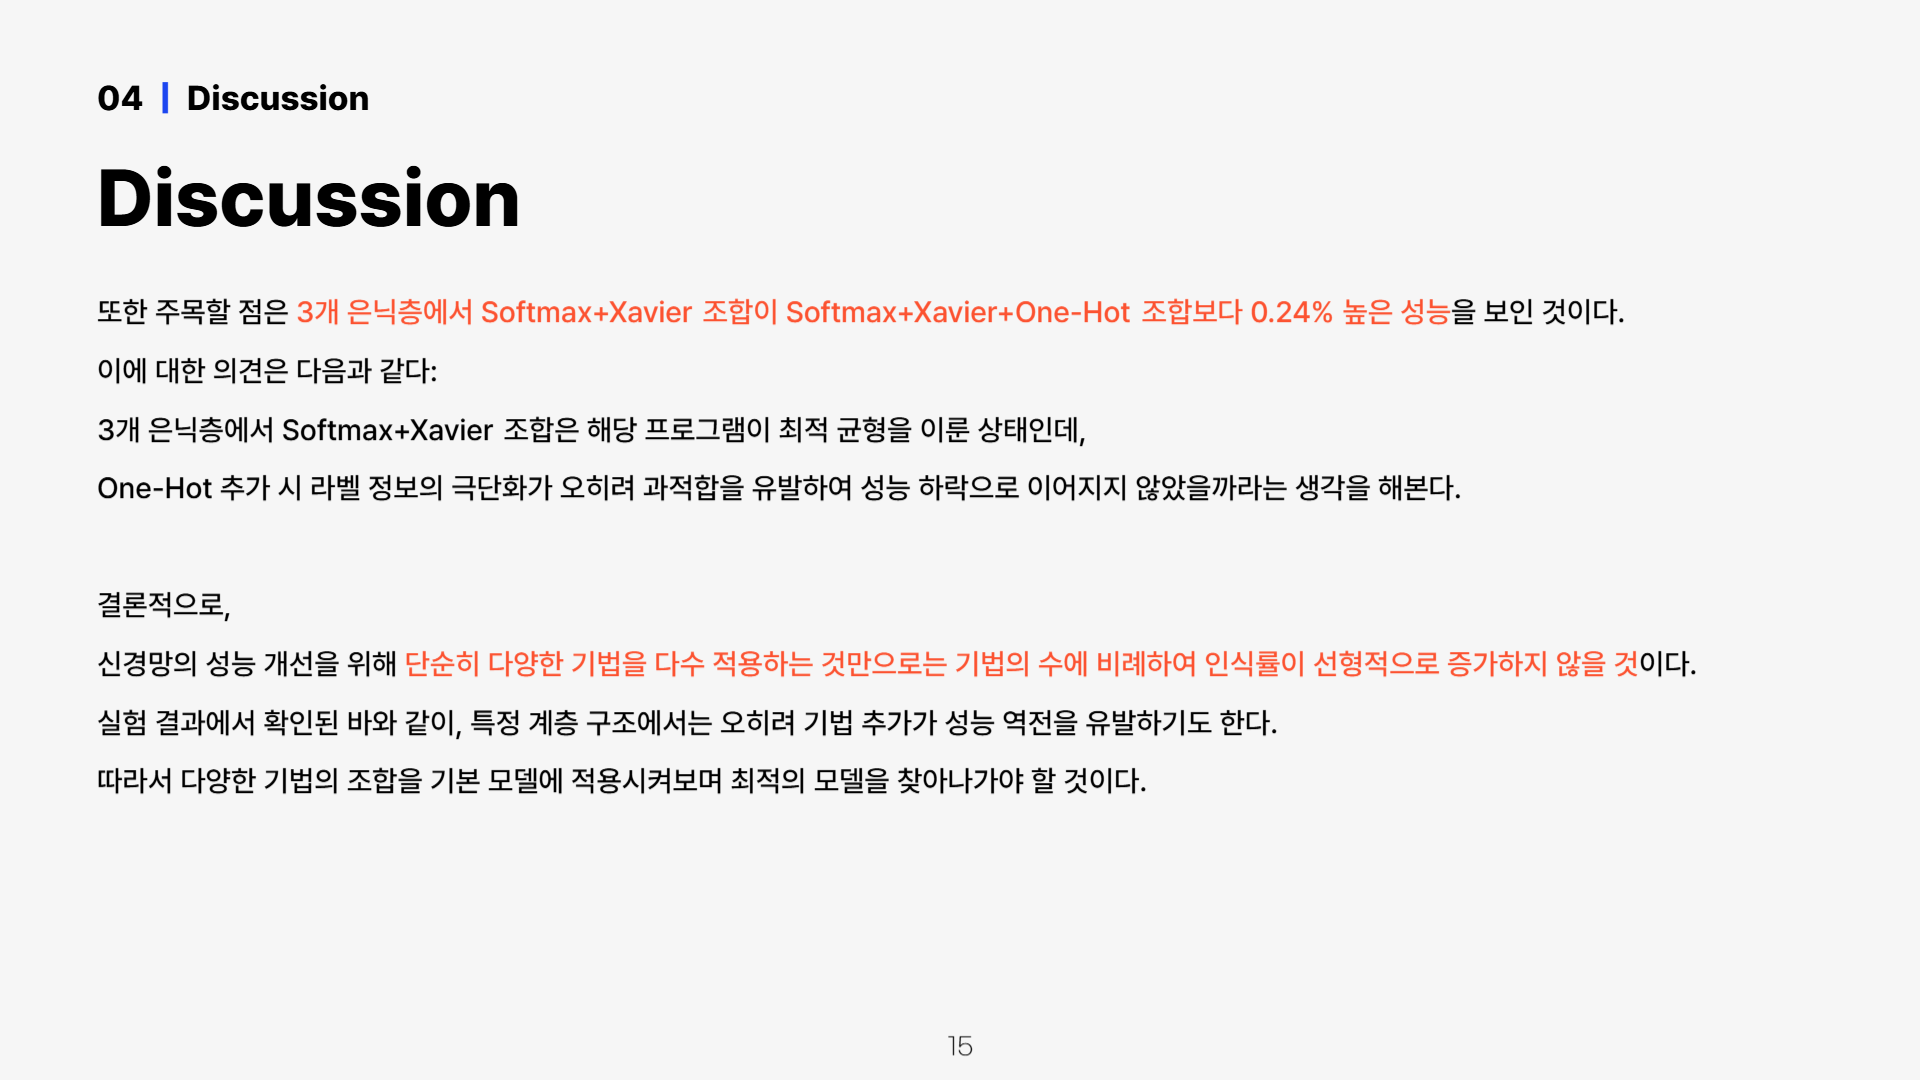 04 | Discussion
Discussion
또한 주목할 점은 3개 은닉층에서 Softmax+Xavier 조합이 Softmax+Xavier+One-Hot 조합보다 0.24% 높은 성능을 보인 것이다.
이에 대한 의견은 다음과 같다:
3개 은닉층에서 Softmax+Xavier 조합은 해당 프로그램이 최적 균형을 이룬 상태인데,
One-Hot 추가 시 라벨 정보의 극단화가 오히려 과적합을 유발하여 성능 하락으로 이어지지 않았을까라는 생각을 해본다.
결론적으로,
신경망의 성능 개선을 위해 단순히 다양한 기법을 다수 적용하는 것만으로는 기법의 수에 비례하여 인식률이 선형적으로 증가하지 않을 것이다.
실험 결과에서 확인된 바와 같이, 특정 계층 구조에서는 오히려 기법 추가가 성능 역전을 유발하기도 한다.
따라서 다양한 기법의 조합을 기본 모델에 적용시켜보며 최적의 모델을 찾아나가야 할 것이다.
15